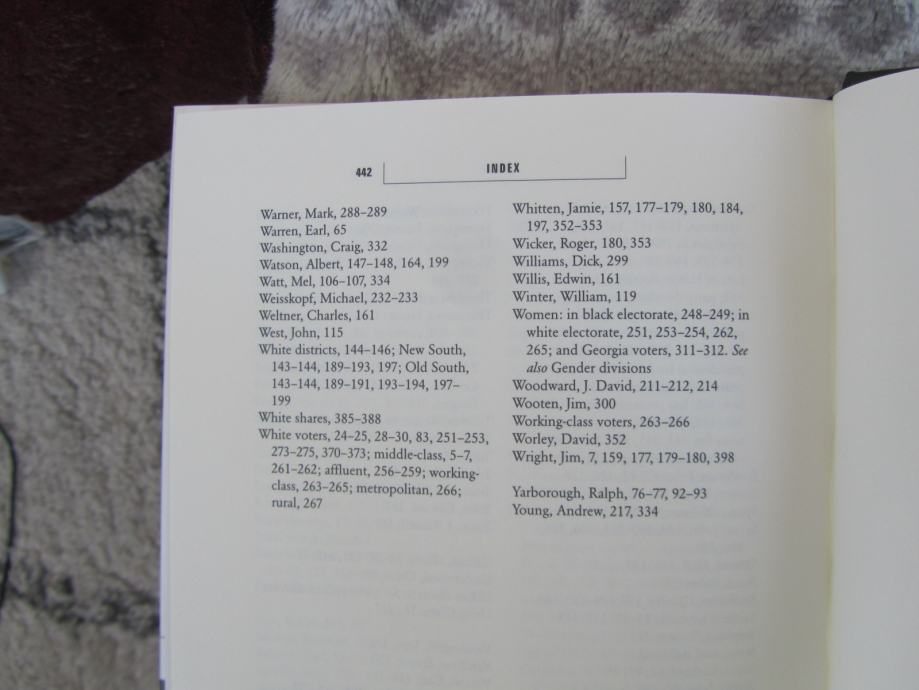 442
INDEX
Warner, Mark, 288–289
Warren, Earl, 65
Washington, Craig, 332
Watson, Albert, 147–148, 164, 199
Watt, Mel, 106–107, 334
Weisskopf, Michael, 232–233
Weltner, Charles, 161
West, John, 115
White districts, 144–146; New South,
143–144, 189–193, 197; Old South,
143–144, 189–191, 193–194, 197–
199
White shares, 385–388
White voters, 24–25, 28–30, 83, 251–253,
273–275, 370–373; middle-class, 5–7,
261–262; affluent, 256–259; working-
class, 263–265; metropolitan, 266;
rural, 267
Whitten, Jamie, 157, 177–179, 180, 184,
197, 352–353
Wicker, Roger, 180, 353
Williams, Dick, 299
Willis, Edwin, 161
Winter, William, 119
Women: in black electorate, 248–249; in
white electorate, 251, 253–254, 262,
265; and Georgia voters, 311–312. See
also Gender divisions
Woodward, J. David, 211–212, 214
Wooten, Jim, 300
Working-class voters, 263–266
Worley, David, 352
Wright, Jim, 7, 159, 177, 179–180, 398
Yarborough, Ralph, 76–77, 92–93
Young, Andrew, 217, 334